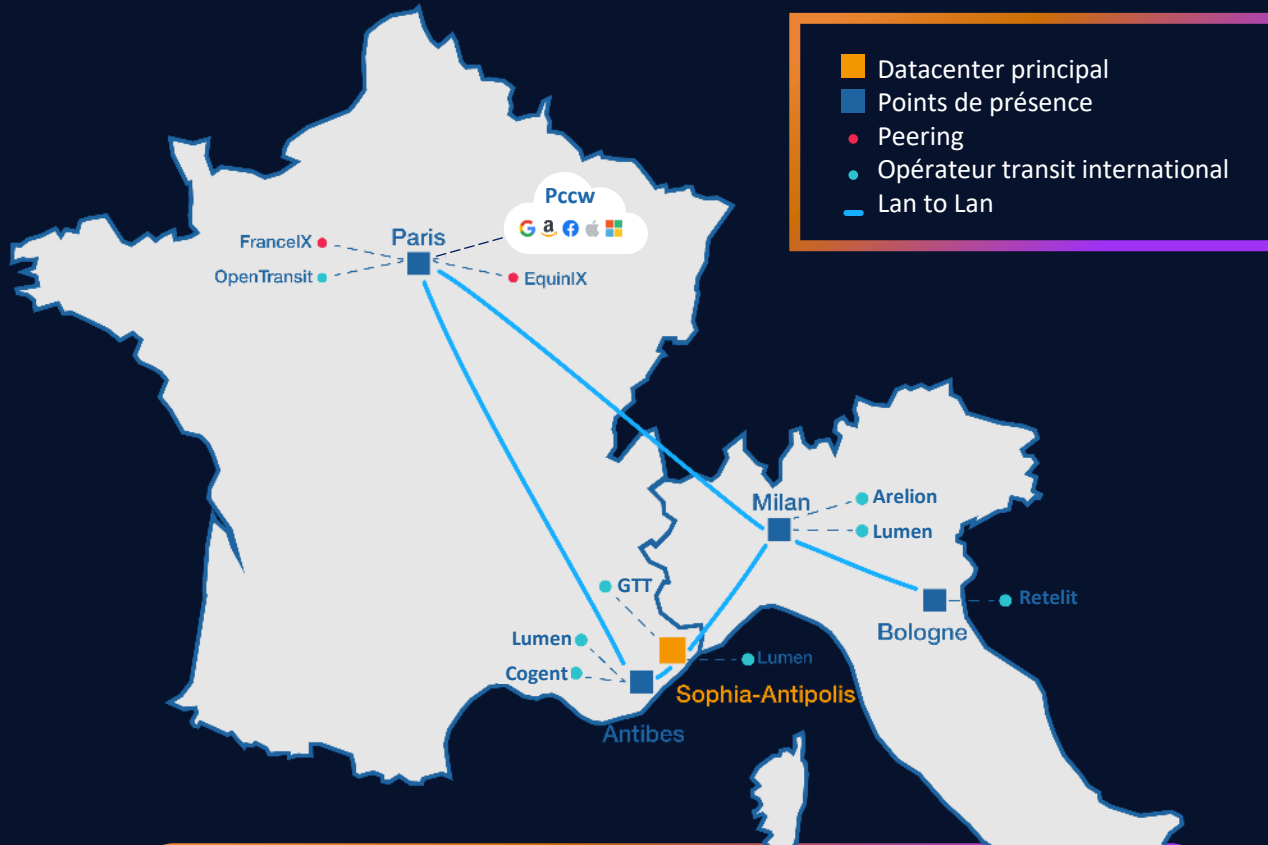 Datacenter principal
Points de présence
Peering
Opérateur transit international
Lan to Lan
Pccw
FranceIX
Paris
OpenTransit
EquinIX
Milan
Arelion
Lumen
GTT
Retelit
Bologne
Lumen
Lumen
Cogent
Sophia-Antipolis
Antibes